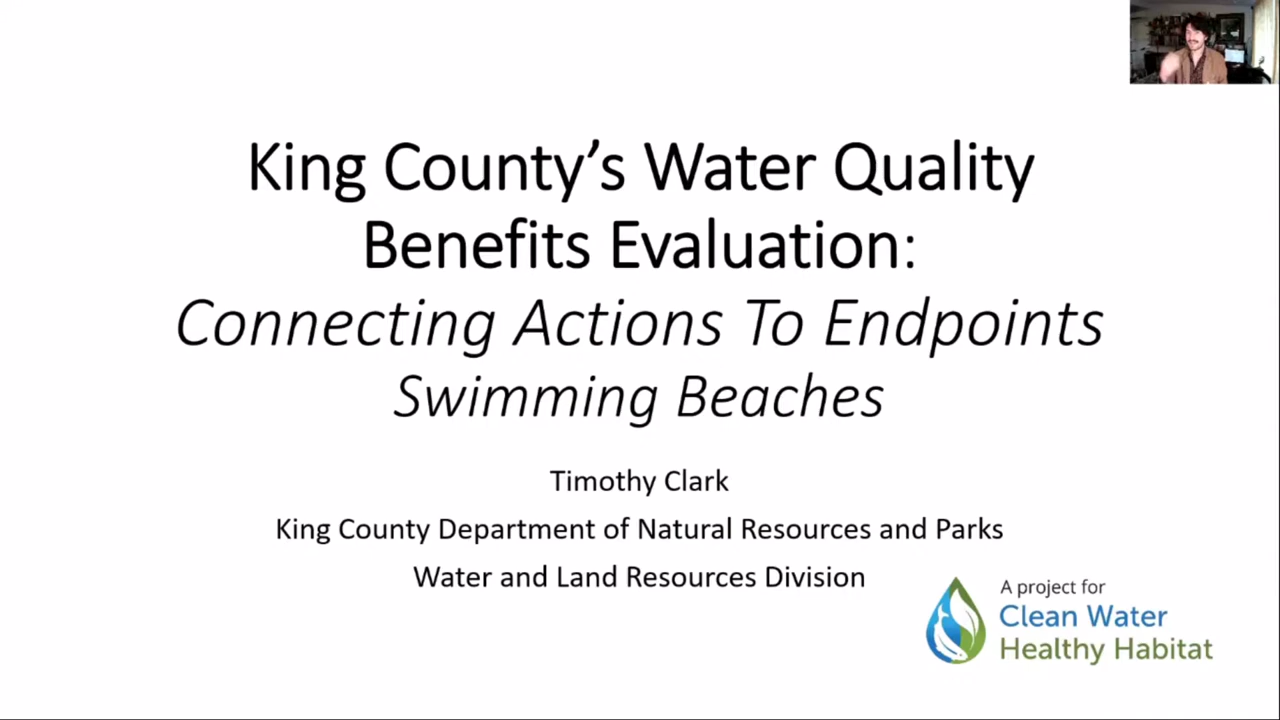 King County’s Water Quality
Benefits Evaluation:
Connecting Actions To Endpoints
Swimming Beaches
Timothy Clark
King County Department of Natural Resources and Parks
Water and Land Resources Division
A project for
Clean Water
Healthy Habitat